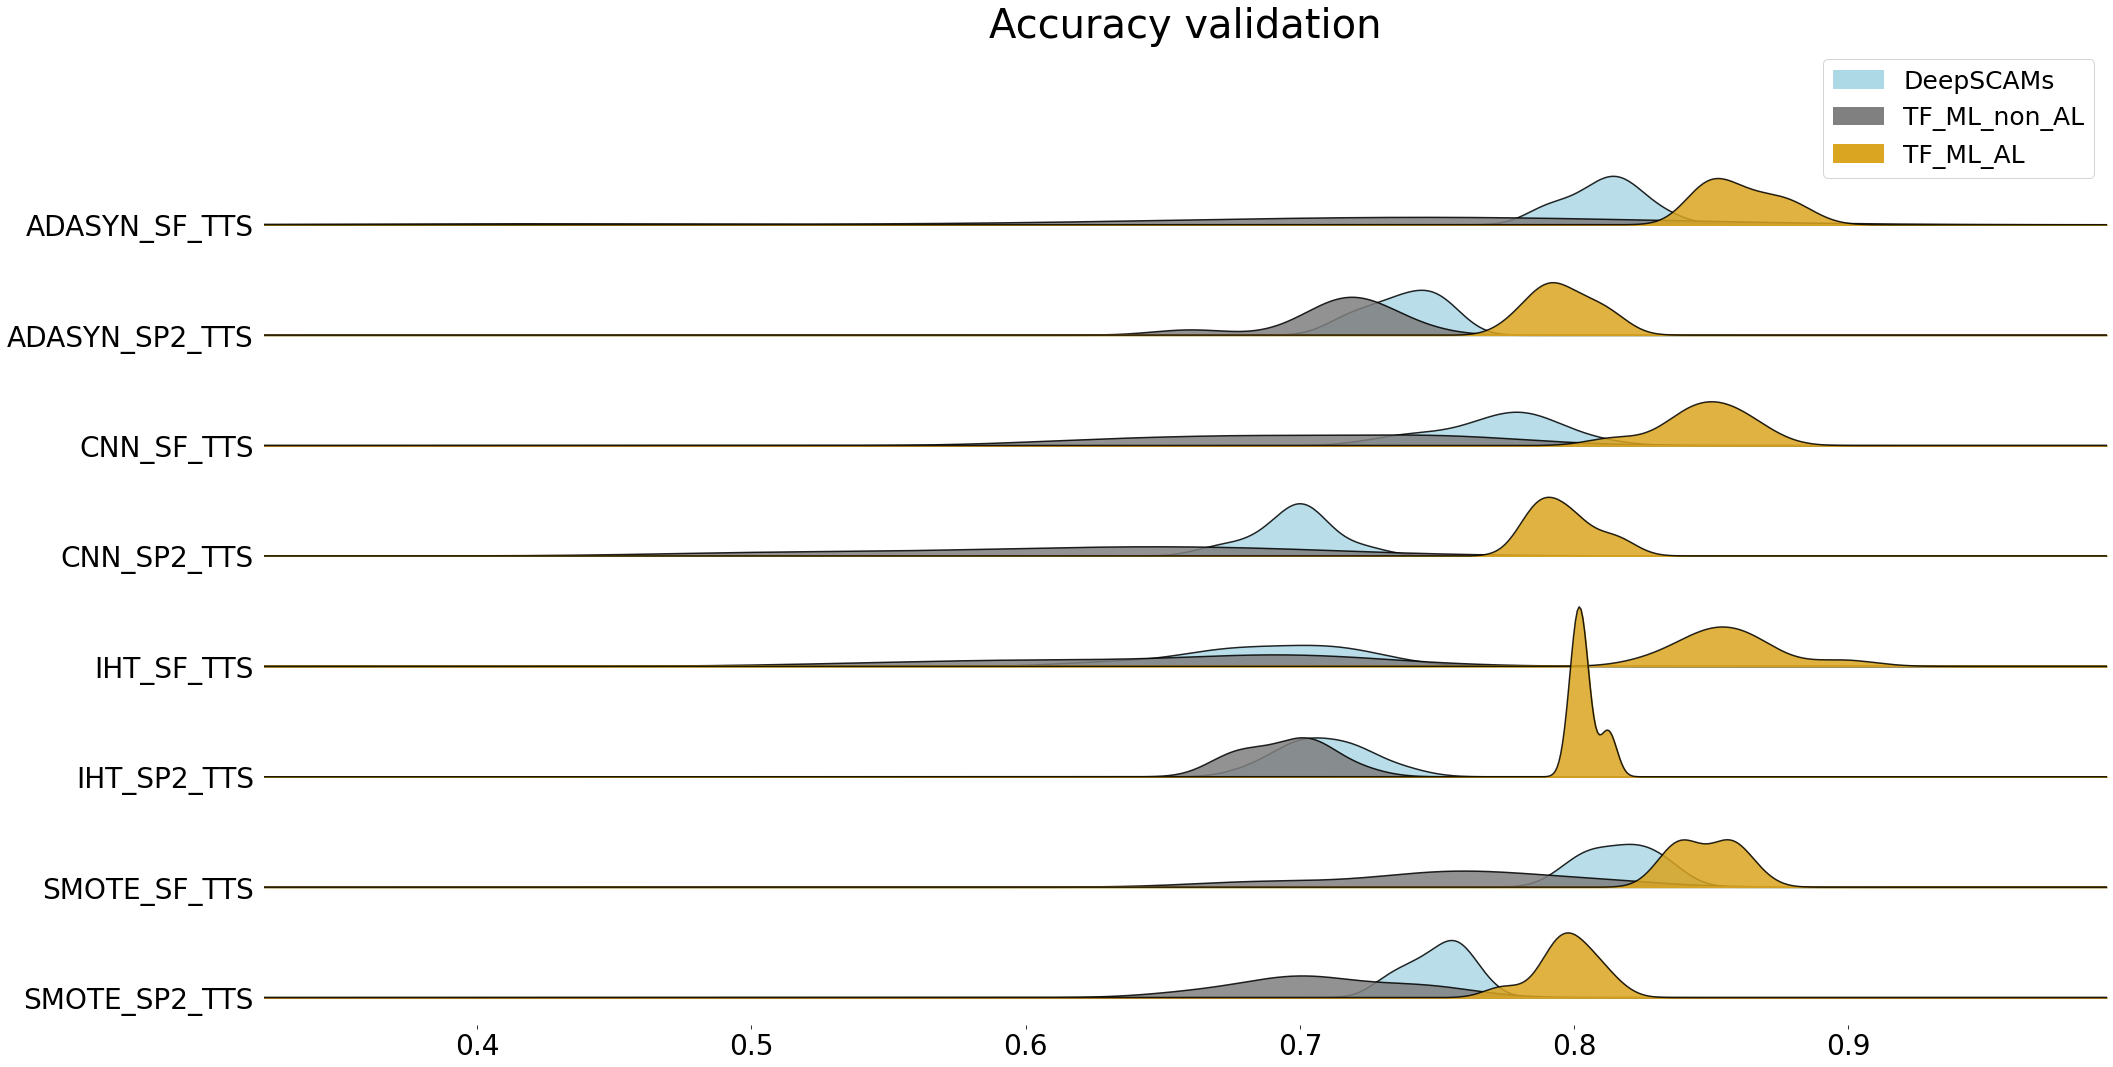 Accuracy validation
DeepSCAMs
TF_ML_non_AL
TF_ML_AL
ADASYN_SF_TTS
ADASYN_SP2_TTS
CNN_SF_TTS
CNN_SP2_TTS
IHT_SF_TTS
IHT_SP2_TTS
SMOTE_SF_TTS
SMOTE_SP2_TTS
0.4 0.5 0.6 0.7 0.8 0.9